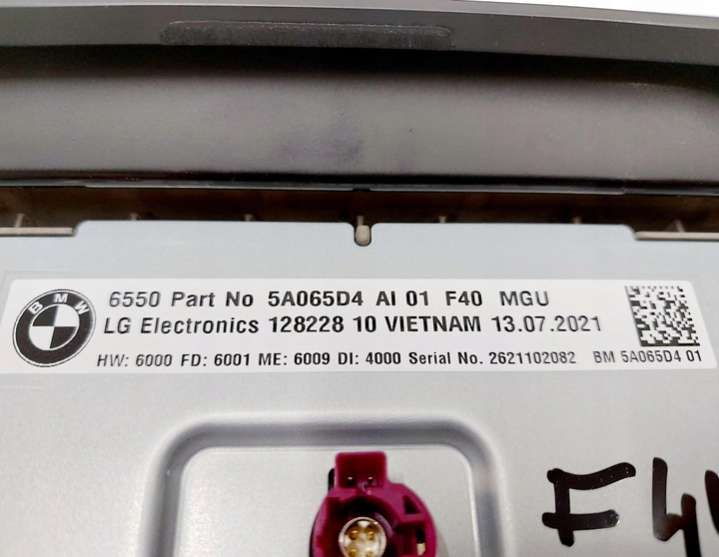 BMW
6550 Part No 5A065D4 AI 01 F40 MGU
LG Electronics 128228 10 VIETNAM 13.07.2021
HW: 6000 FD: 6001 ME: 6009 DI: 4000 Serial No. 2621102082 BM 5A065D4 01